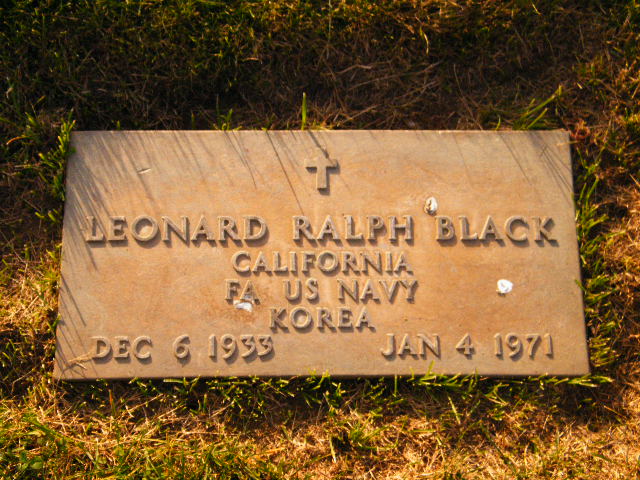 LEONARD RALPH BLACK
CALIFORNIA
FA US NAVY
KOREA
DEC 6 1933 JAN 4 1971